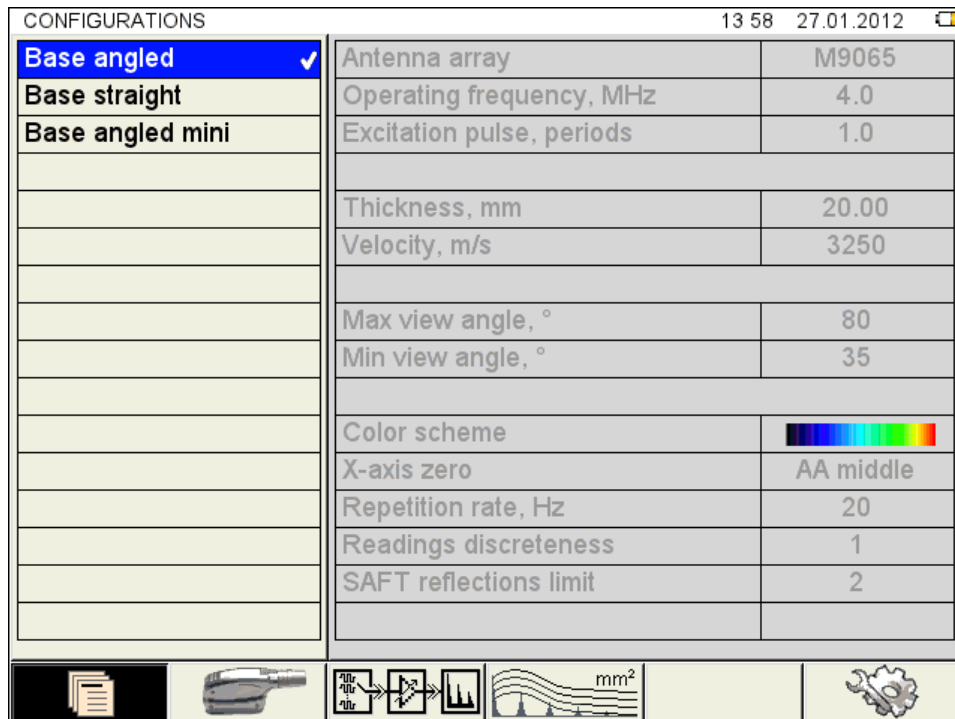 CONFIGURATIONS 13 58 27.01.2012
Base angled
Base straight
Base angled mini
Antenna array M9065
Operating frequency, MHz 4.0
Excitation pulse, periods 1.0
Thickness, mm 20.00
Velocity, m/s 3250
Max view angle, ° 80
Min view angle, ° 35
Color scheme
X-axis zero AA middle
Repetition rate, Hz 20
Readings discreteness 1
SAFT reflections limit 2
mm²